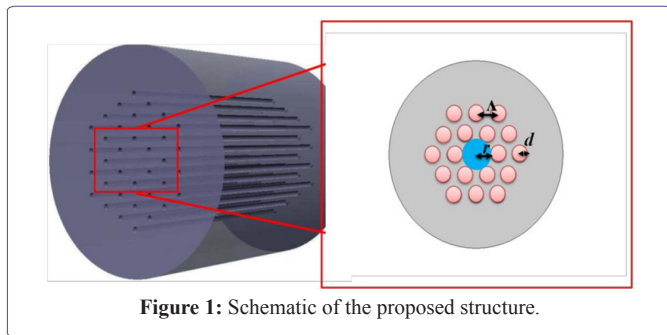 Λ
r
d
Figure 1: Schematic of the proposed structure.